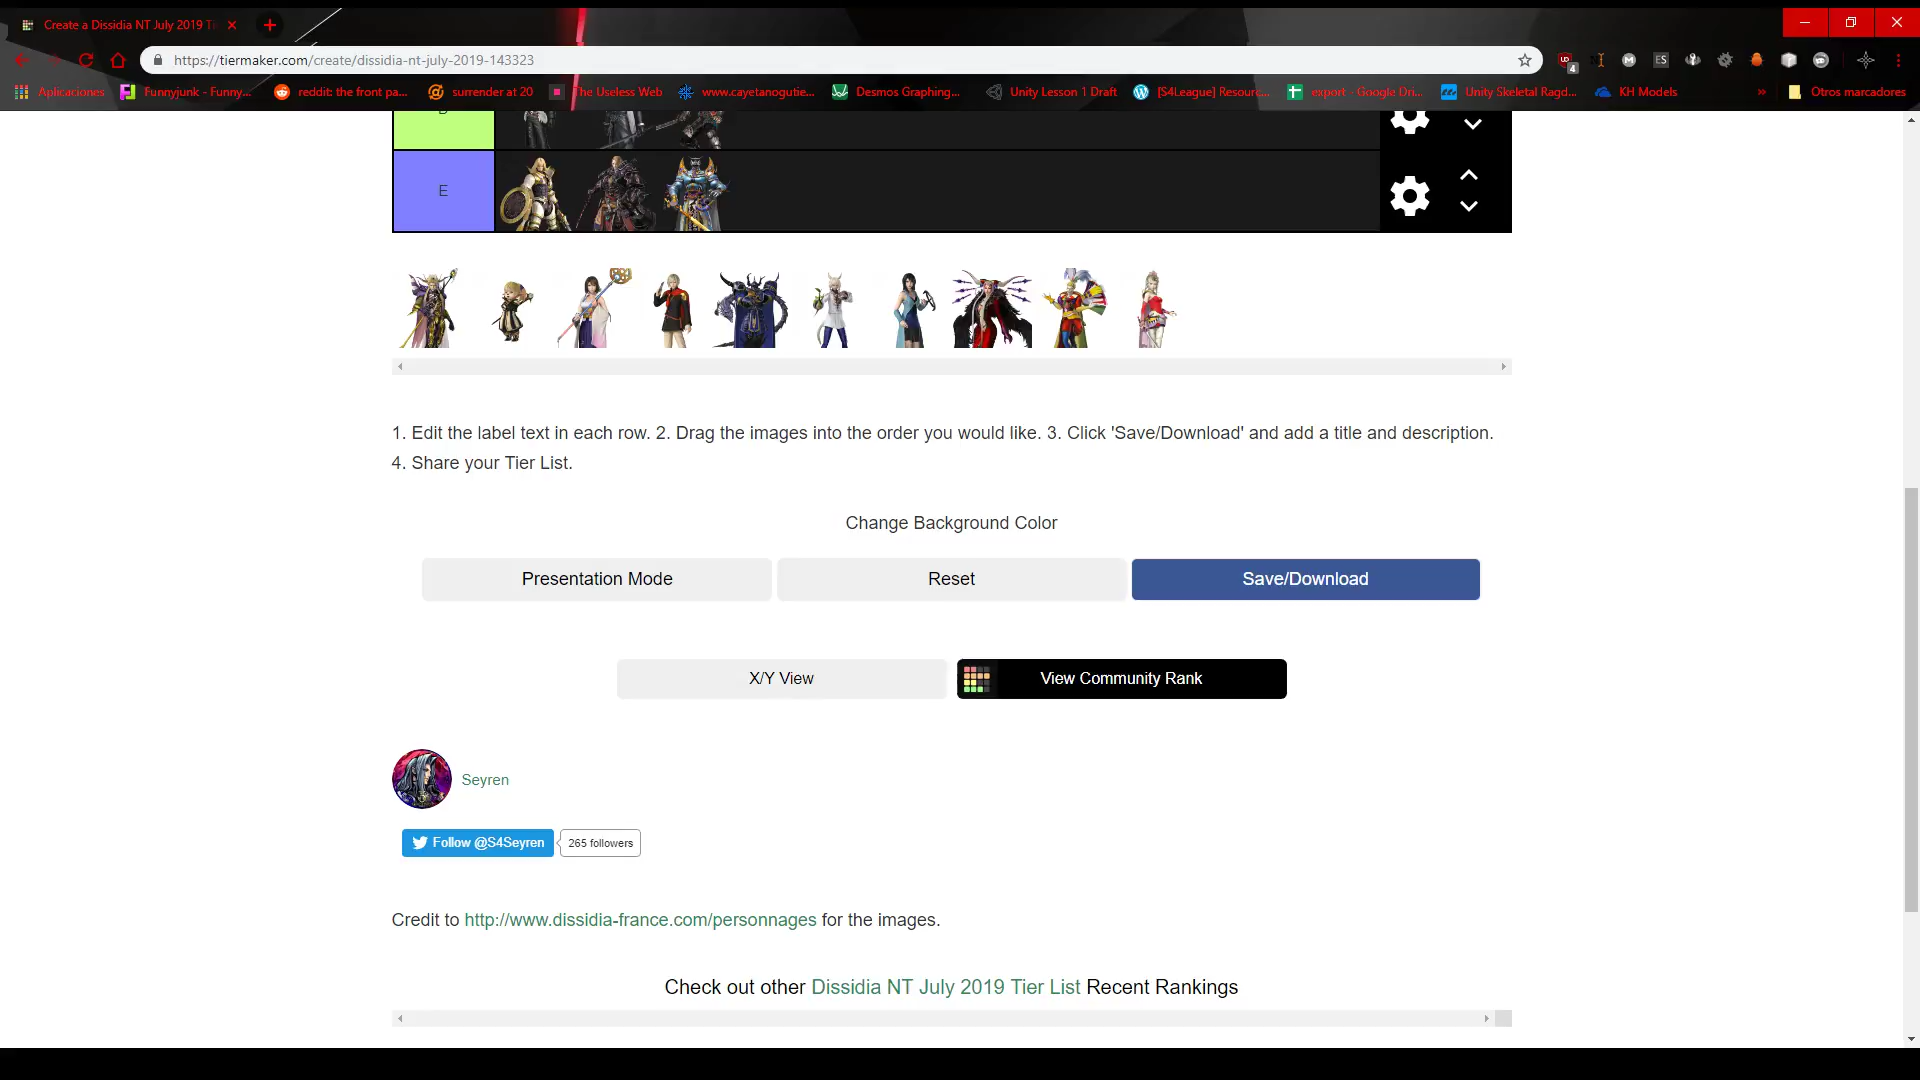 Create a Dissidia NT July 2019 Ti
https://tiermaker.com/create/dissidia-nt-july-2019-143323
4
ES
Aplicaciones
Funnyjunk - Funny...
reddit: the front pa...
surrender at 20
The Useless Web
www.cayetanogutie...
Desmos Graphing...
Unity Lesson 1 Draft
[S4League] Resourc...
export - Google Dri...
Unity Skeletal Ragd...
KH Models
»
Otros marcadores
E
1. Edit the label text in each row. 2. Drag the images into the order you would like. 3. Click 'Save/Download' and add a title and description.
4. Share your Tier List.
Change Background Color
Presentation Mode
Reset
Save/Download
X/Y View
View Community Rank
Seyren
Follow @S4Seyren
265 followers
Credit to http://www.dissidia-france.com/personnages for the images.
Check out other Dissidia NT July 2019 Tier List Recent Rankings